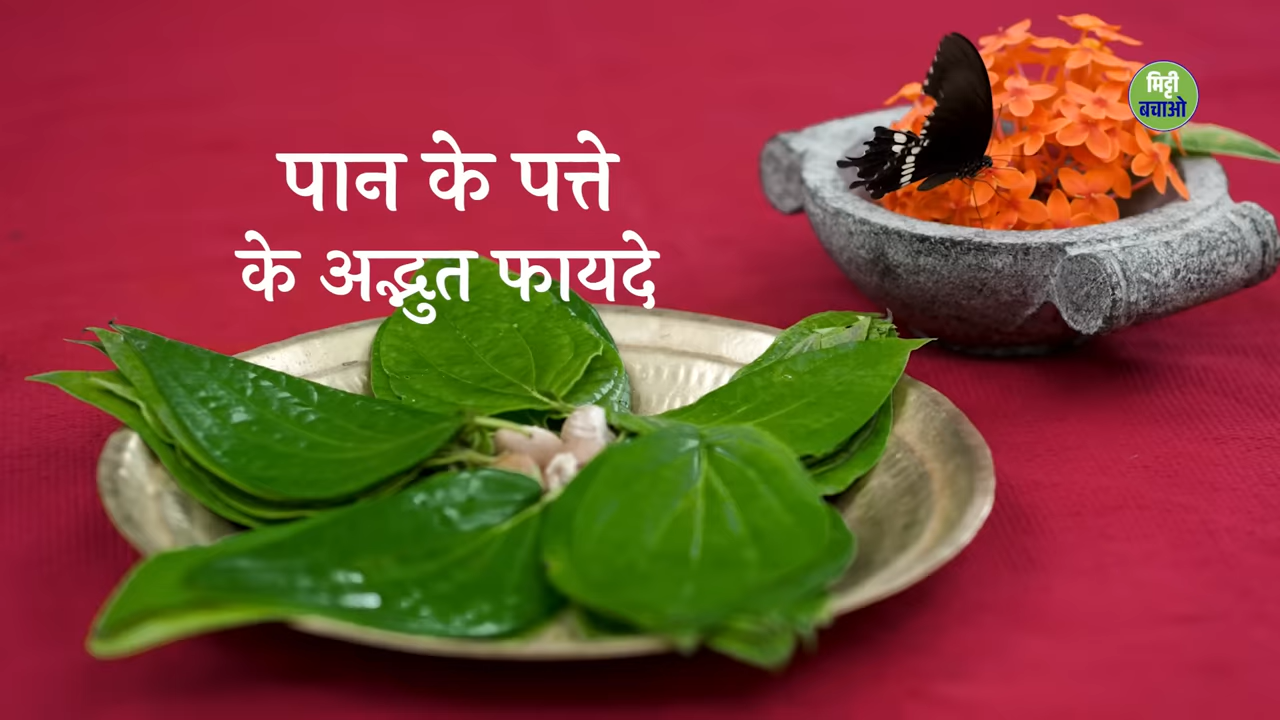 पान के पत्ते
के अद्भुत फायदे
मिट्टी
बचाओ